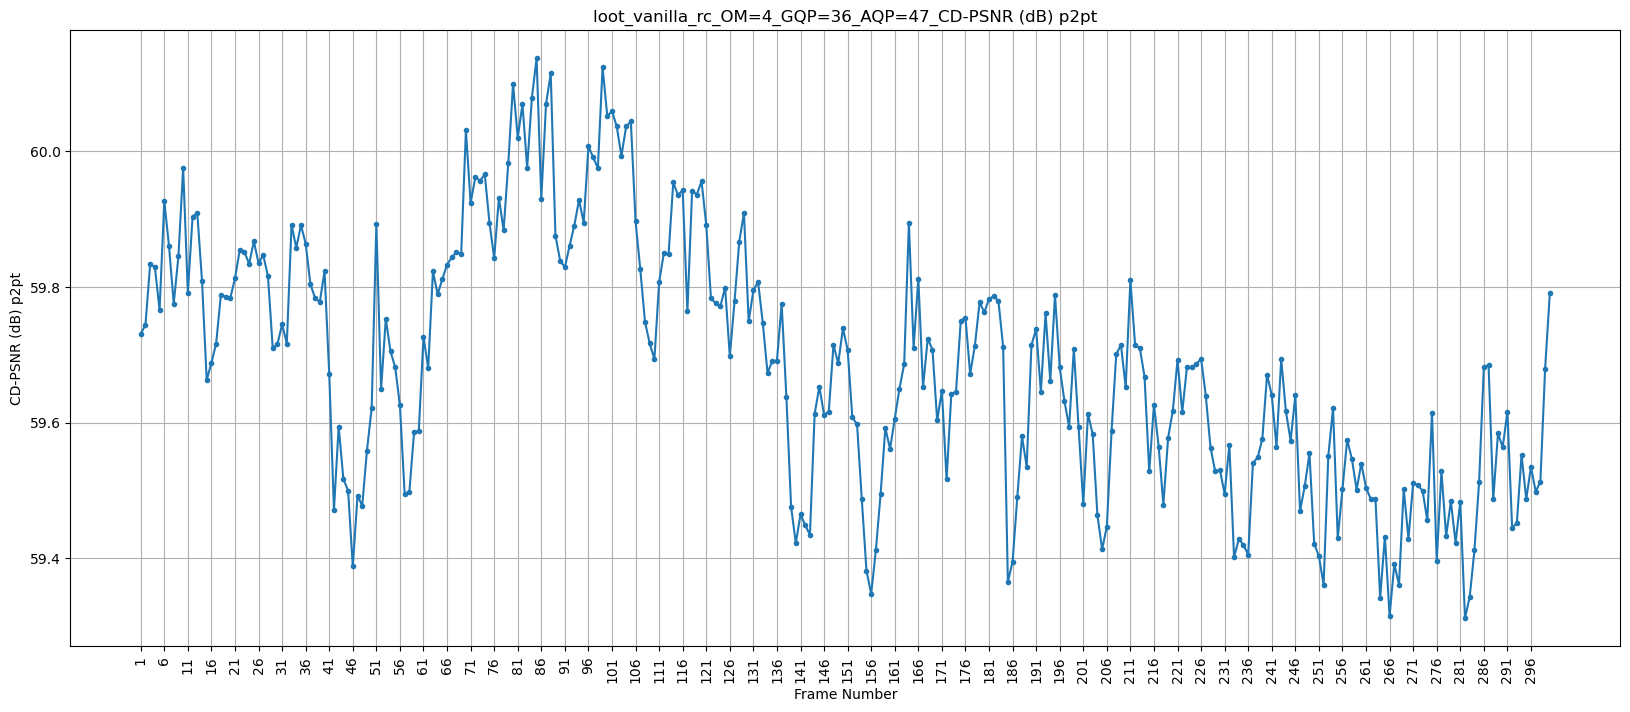 loot_vanilla_rc_OM=4_GQP=36_AQP=47_CD-PSNR (dB) p2pt
CD-PSNR (dB) p2pt
60.0
59.8
59.6
59.4
1 6 11 16 21 26 31 36 41 46 51 56 61 66 71 76 81 86 91 96 101 106 111 116 121 126 131 136 141 146 151 156 161 166 171 176 181 186 191 196 201 206 211 216 221 226 231 236 241 246 251 256 261 266 271 276 281 286 291 296
Frame Number